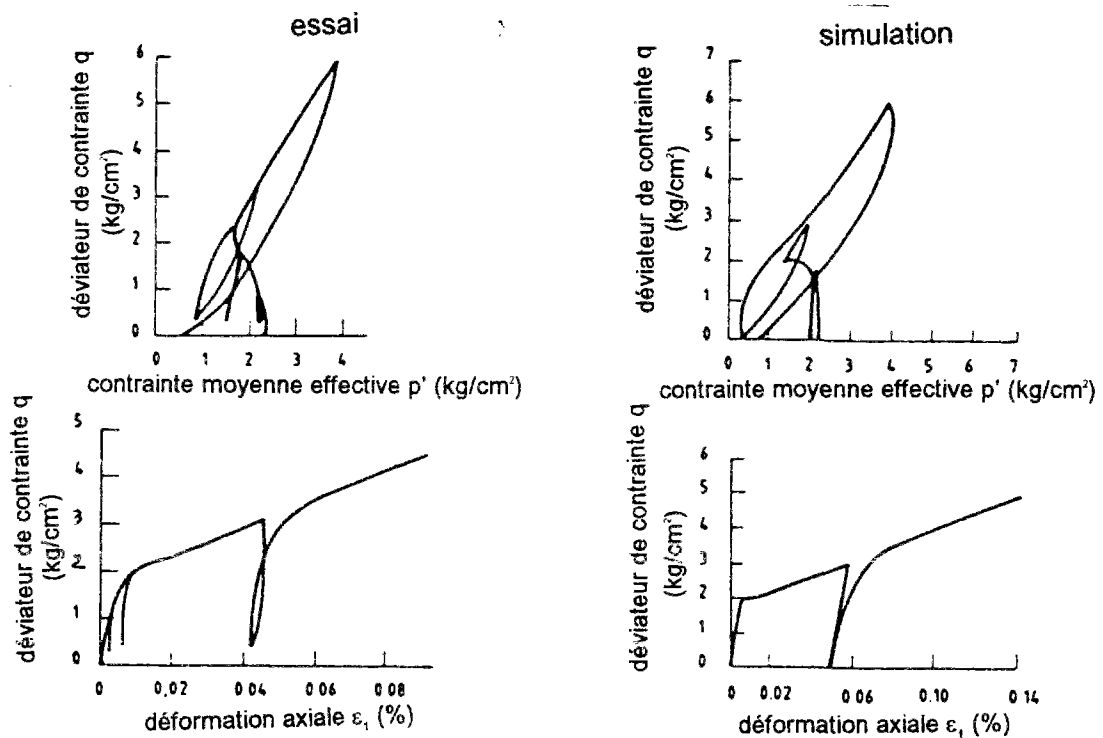 essai
déviateur de contrainte q
(kg/cm²)
6
5
4
3
2
1
0
0 1 2 3 4
contrainte moyenne effective p' (kg/cm²)
simulation
déviateur de contrainte q
(kg/cm²)
7
6
5
4
3
2
1
0
0 1 2 3 4 5 6 7
contrainte moyenne effective p' (kg/cm²)
déviateur de contrainte q
(kg/cm²)
5
4
3
2
1
0
0 0,02 0 04 0 06 0 08
déformation axiale ε₁ (%)
déviateur de contrainte q
(kg/cm²)
6
5
4
3
2
1
0
0 0.02 0 06 0.10 0 14
déformation axiale ε₁ (%)